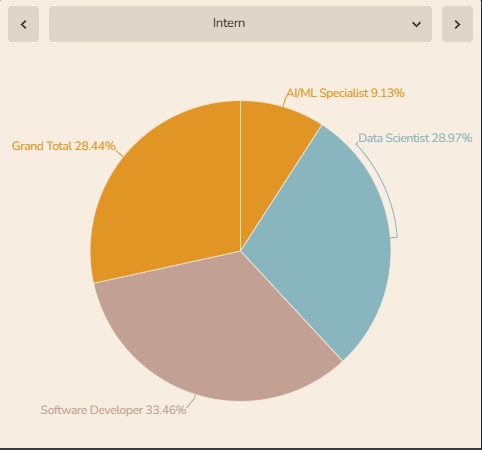 Intern
AI/ML Specialist 9.13%
Data Scientist 28.97%
Grand Total 28.44%
Software Developer 33.46%